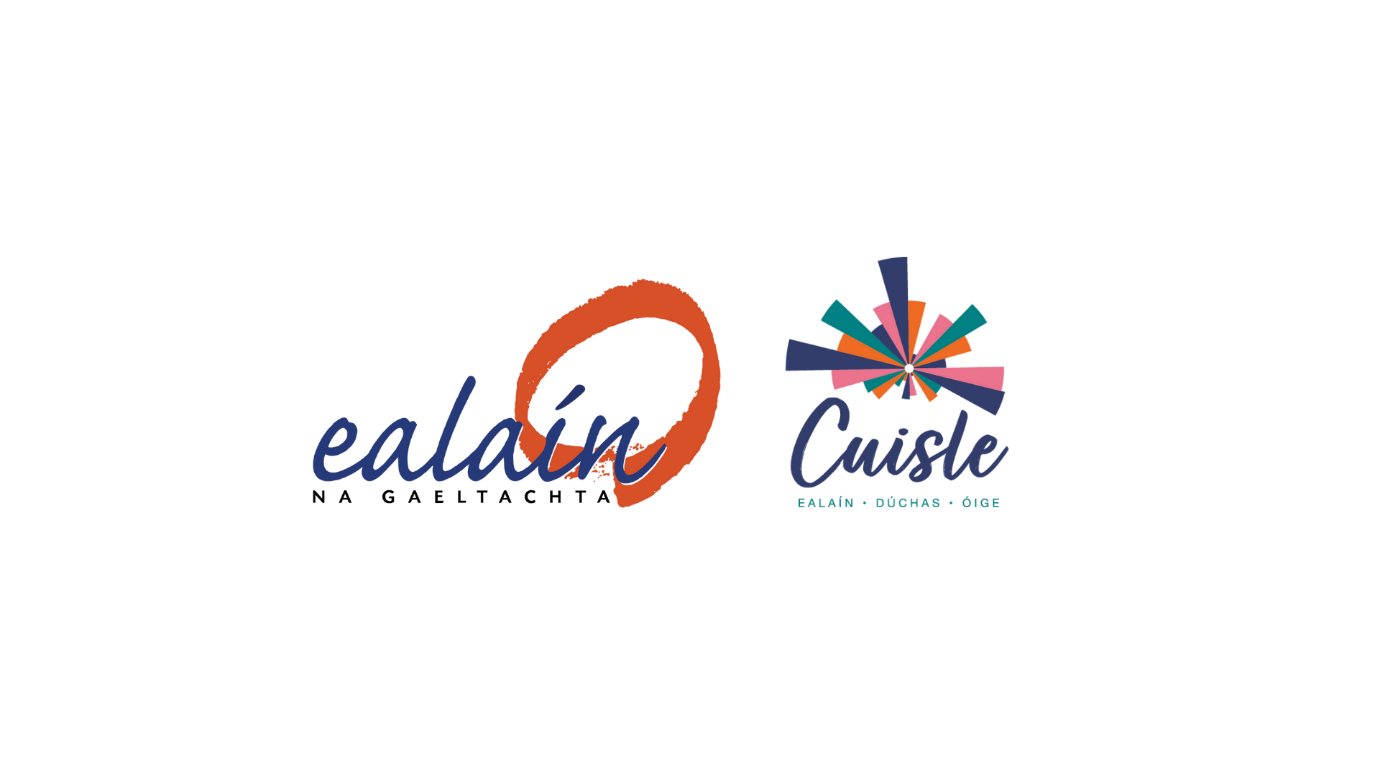 ealaín
NA GAELTACHTA
Cuisle
EALAÍN • DÚCHAS • ÓIGE